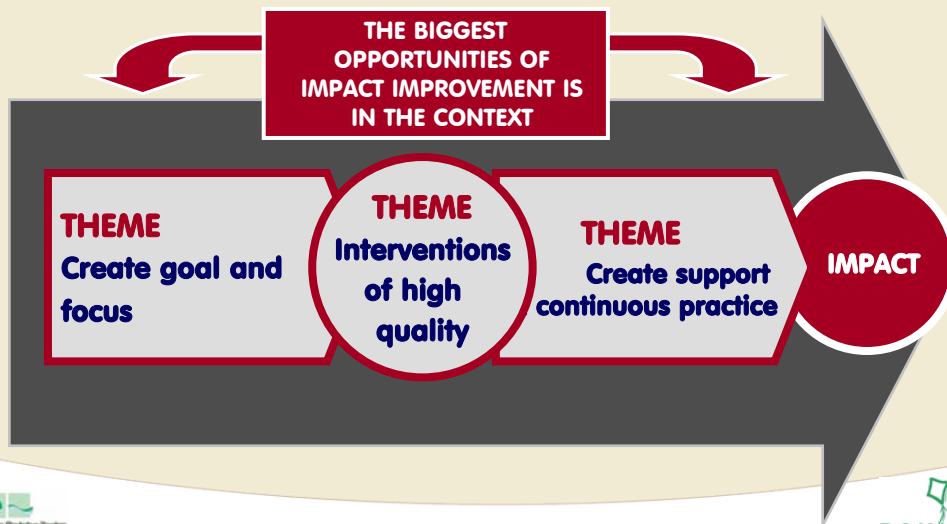 THE BIGGEST
OPPORTUNITIES OF
IMPACT IMPROVEMENT IS
IN THE CONTEXT
THEME
Create goal and
focus
THEME
Interventions
of high
quality
THEME
Create support
continuous practice
IMPACT